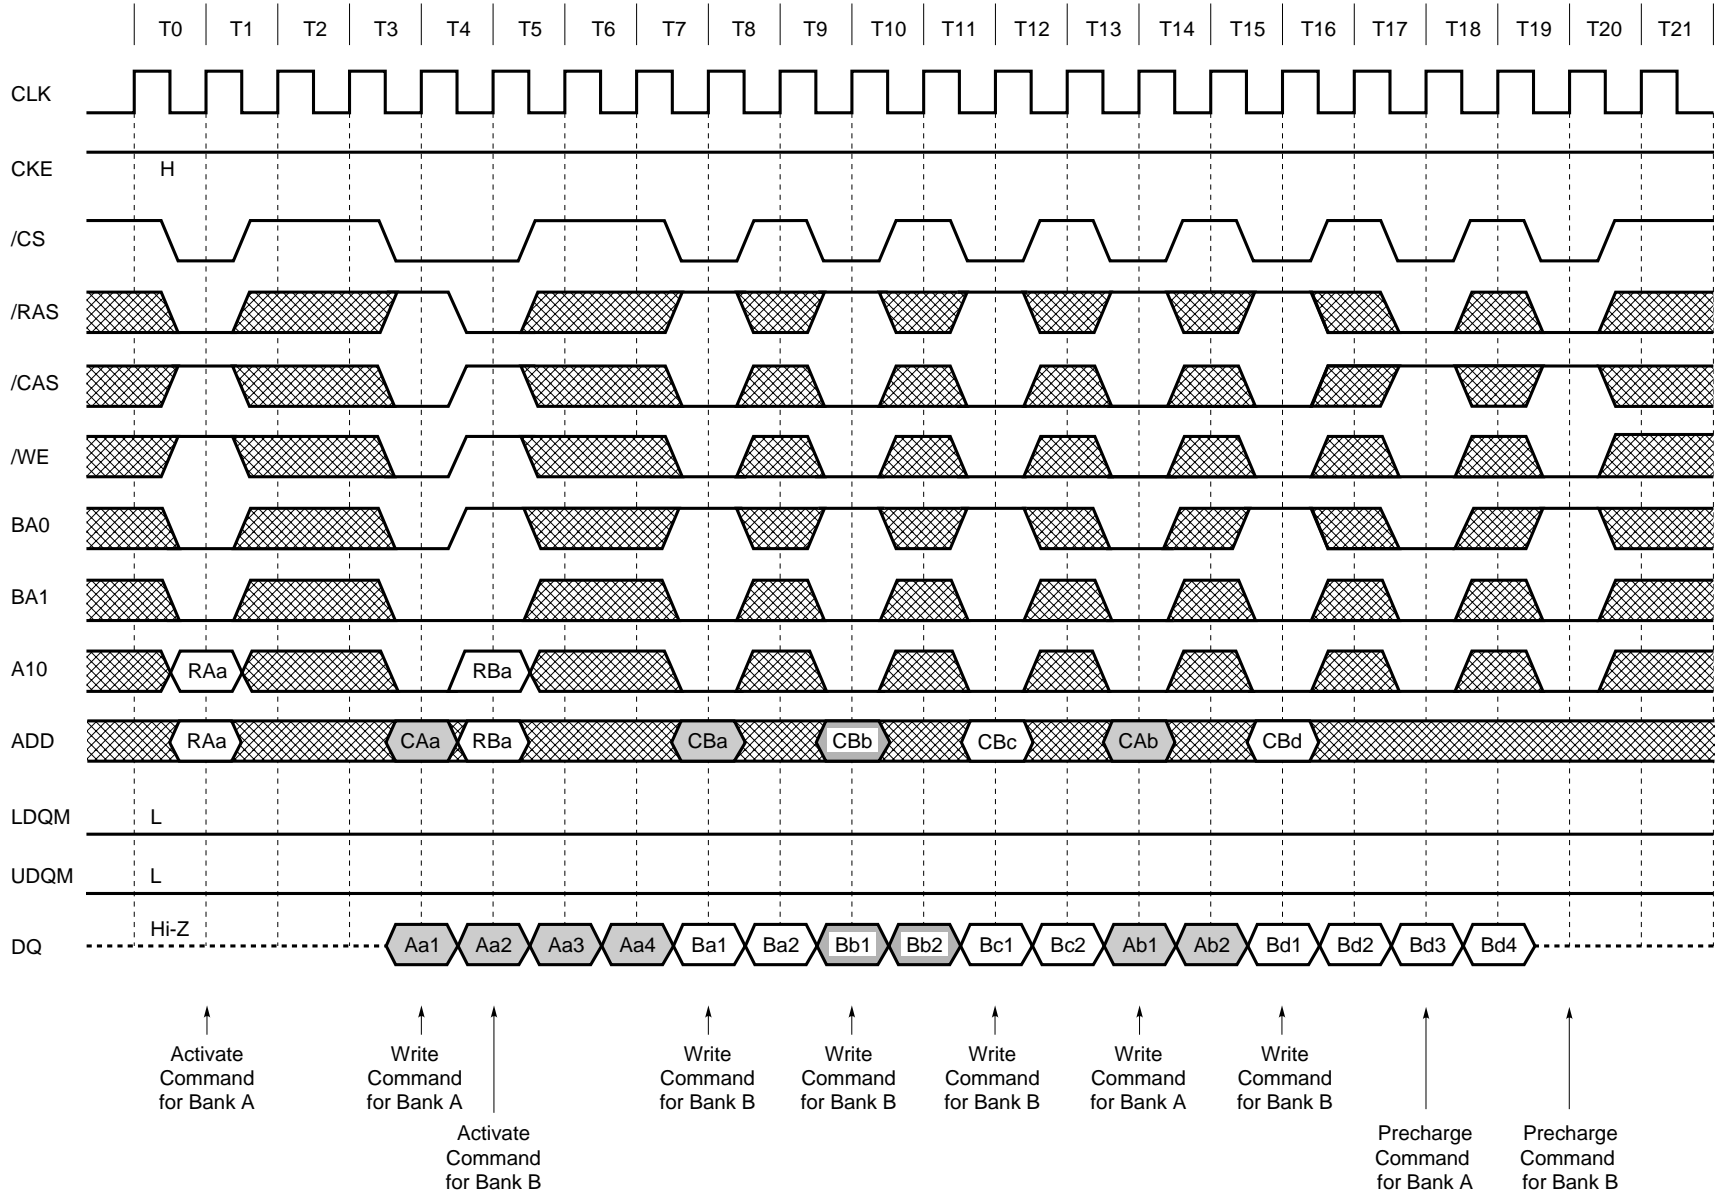 T0 T1 T2 T3 T4 T5 T6 T7 T8 T9 T10 T11 T12 T13 T14 T15 T16 T17 T18 T19 T20 T21
CLK
CKE H
/CS
/RAS
/CAS
/WE
BA0
BA1
A10 RAa RBa
ADD RAa CAa RBa CBa CBb CBc CAb CBd
LDQM L
UDQM L
DQ Hi-Z Aa1 Aa2 Aa3 Aa4 Ba1 Ba2 Bb1 Bb2 Bc1 Bc2 Ab1 Ab2 Bd1 Bd2 Bd3 Bd4
Activate
Command
for Bank A
Write
Command
for Bank A
Activate
Command
for Bank B
Write
Command
for Bank B
Write
Command
for Bank B
Write
Command
for Bank B
Write
Command
for Bank A
Write
Command
for Bank B
Precharge
Command
for Bank A
Precharge
Command
for Bank B